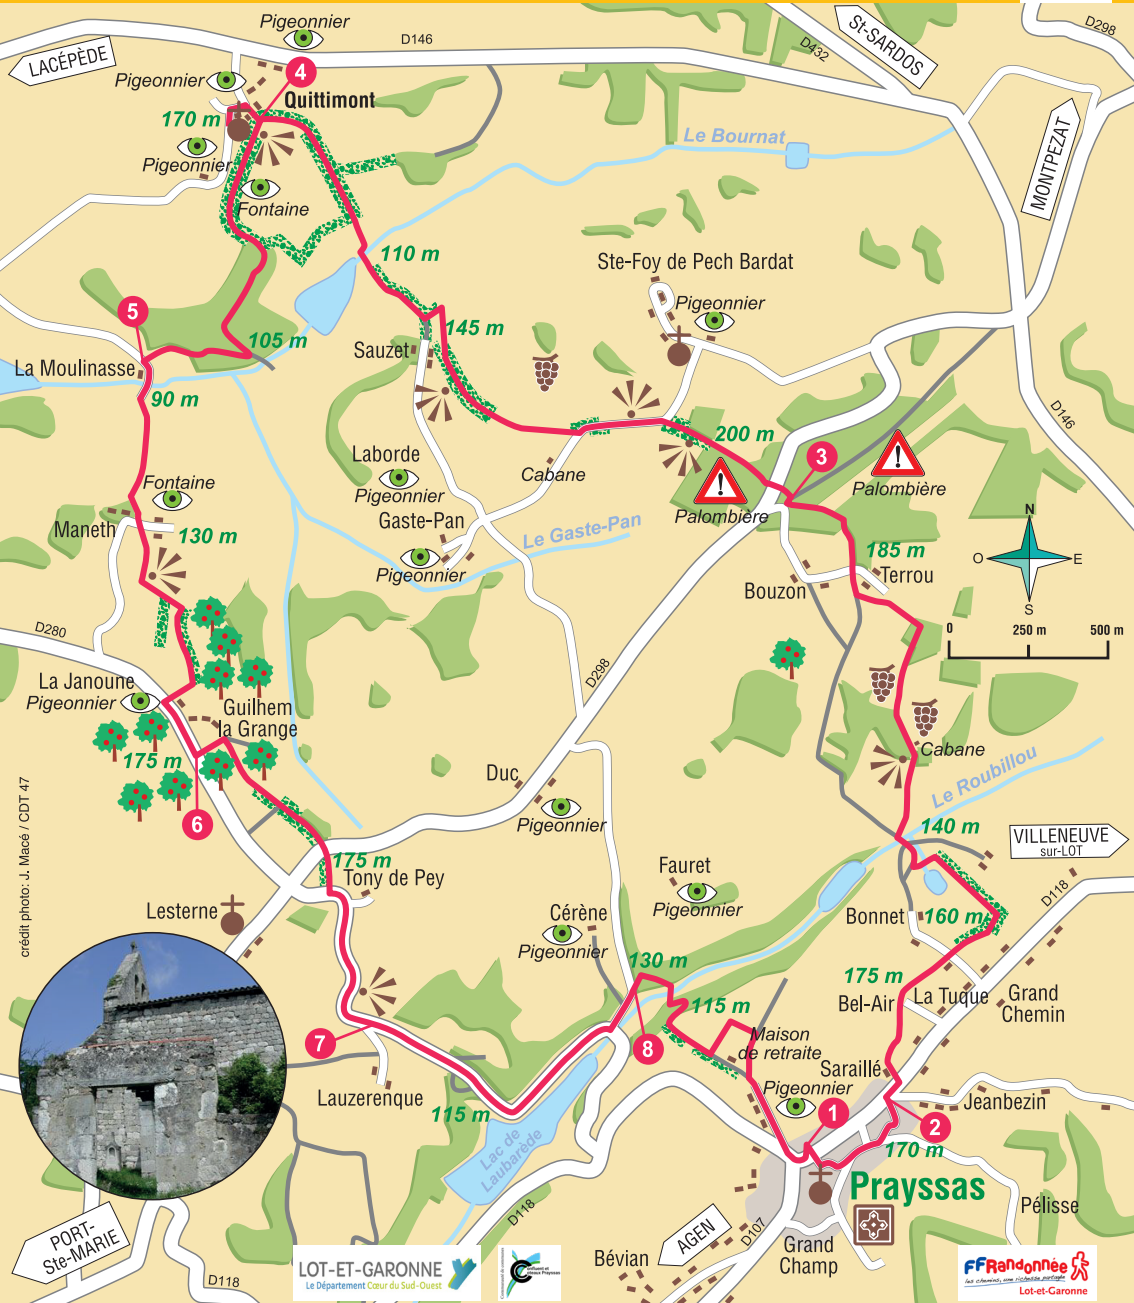 Pigeonnier
D146
D432
St-SARDOS
D298
LACÉPÈDE
Pigeonnier
4
Quittimont
170 m
Pigeonnier
Fontaine
Le Bournat
MONTPEZAT
110 m
Ste-Foy de Pech Bardat
Pigeonnier
5
105 m
145 m
Sauzet
La Moulinasse
90 m
D146
200 m
3
Laborde
Pigeonnier
Cabane
Palombière
Palombière
Fontaine
Maneth
130 m
Gaste-Pan
Le Gaste-Pan
Pigeonnier
185 m
Terrou
Bouzon
N
O
E
S
0
250 m
500 m
D280
La Janoune
Pigeonnier
Guilhem
la Grange
D298
175 m
6
Cabane
Le Roubillou
Duc
Pigeonnier
140 m
VILLENEUVE
sur-LOT
175 m
Tony de Pey
Fauret
Pigeonnier
D118
Lesterne
Cérène
Pigeonnier
Bonnet
160 m
130 m
175 m
115 m
Bel-Air
La Tuque
Grand
Chemin
7
8
Maison
de retraite
Pigeonnier
Saraillé
Lauzerenque
115 m
1
Jeanbezin
2
170 m
Lac de
Laubarède
Prayssas
Pélisse
PORT-
Ste-MARIE
D118
D118
AGEN
D107
Grand
Champ
Bévian
crédit photo: J. Macé / CDT 47
LOT-ET-GARONNE
Le Département Cœur du Sud-Ouest
FFRandonnée
les chemins, une richesse partagée
Lot-et-Garonne